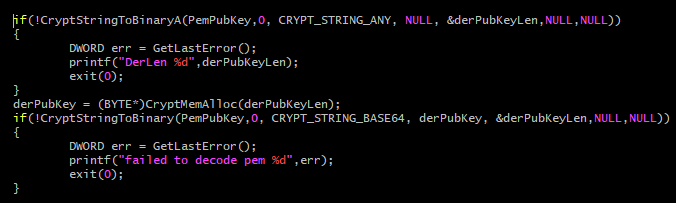 if(!CryptStringToBinaryA(PemPubKey,0, CRYPT_STRING_ANY, NULL, &derPubKeyLen,NULL,NULL))
{
        DWORD err = GetLastError();
        printf("DerLen %d",derPubKeyLen);
        exit(0);
}
derPubKey = (BYTE*)CryptMemAlloc(derPubKeyLen);
if(!CryptStringToBinary(PemPubKey,0, CRYPT_STRING_BASE64, derPubKey, &derPubKeyLen,NULL,NULL))
{
        DWORD err = GetLastError();
        printf("failed to decode pem %d",err);
        exit(0);
}